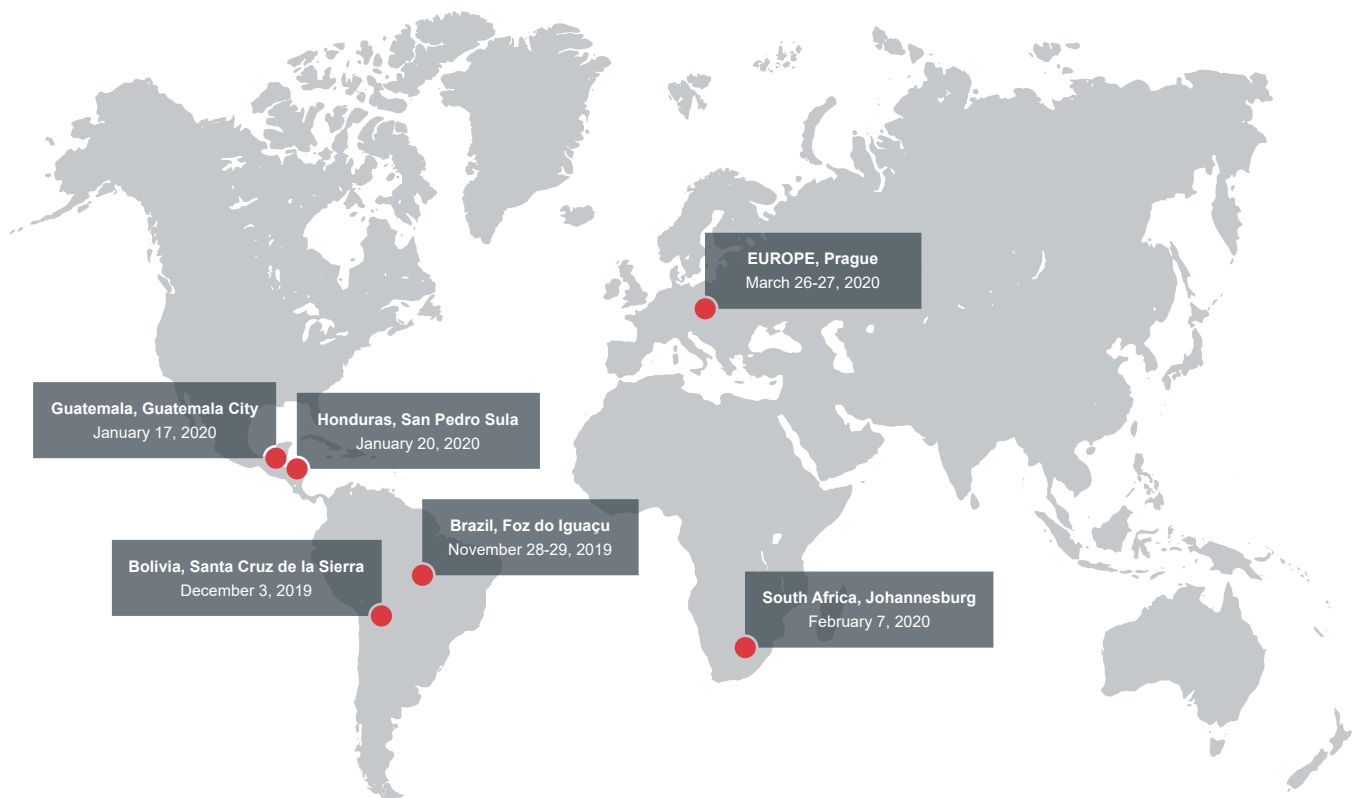 EUROPE, Prague
March 26-27, 2020
Guatemala, Guatemala City
January 17, 2020
Honduras, San Pedro Sula
January 20, 2020
Brazil, Foz do Iguaçu
November 28-29, 2019
Bolivia, Santa Cruz de la Sierra
December 3, 2019
South Africa, Johannesburg
February 7, 2020